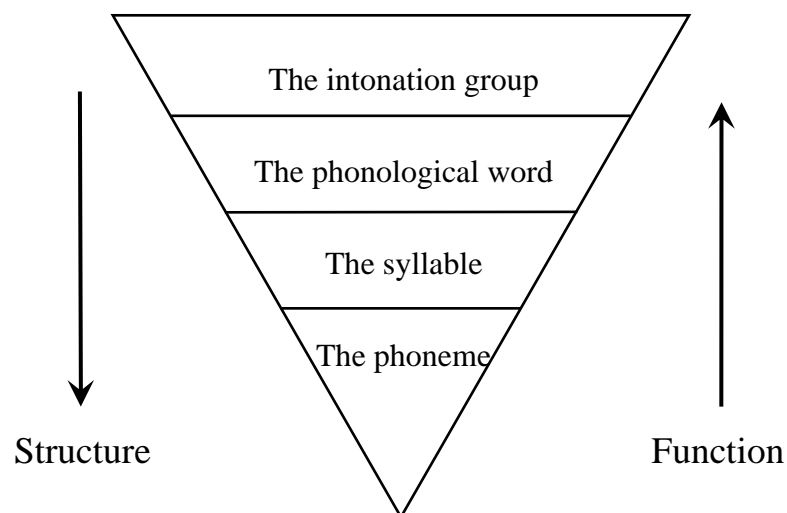 The intonation group
The phonological word
The syllable
The phoneme
Structure
Function